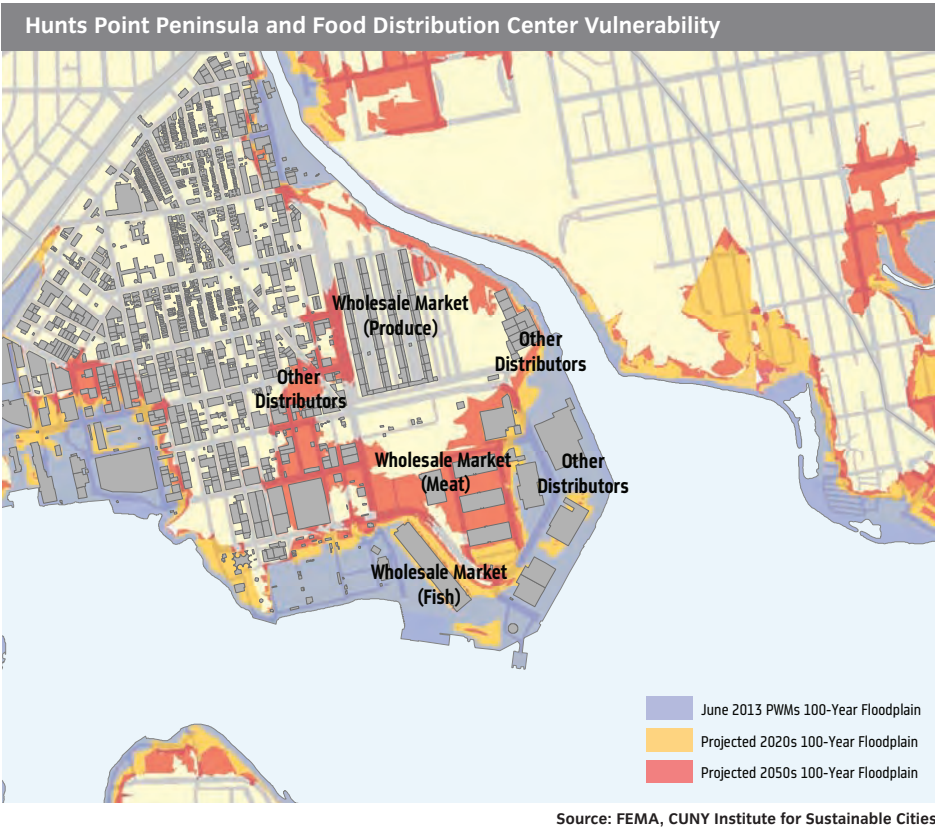 Hunts Point Peninsula and Food Distribution Center Vulnerability
Wholesale Market
(Produce)
Other
Distributors
Other
Distributors
Wholesale Market
(Meat)
Other
Distributors
Wholesale Market
(Fish)
June 2013 PWMs 100-Year Floodplain
Projected 2020s 100-Year Floodplain
Projected 2050s 100-Year Floodplain
Source: FEMA, CUNY Institute for Sustainable Cities